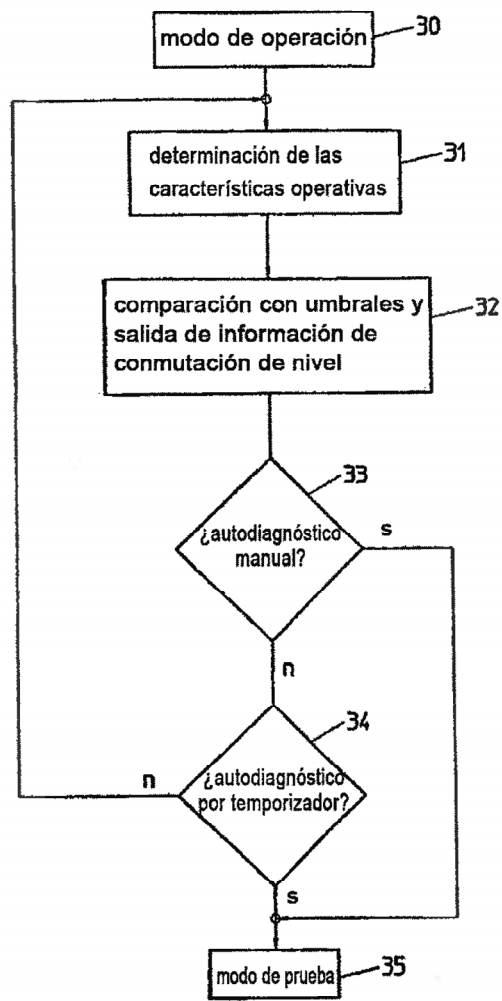 modo de operación
30
determinación de las
características operativas
31
comparación con umbrales y
salida de información de
conmutación de nivel
32
33
¿autodiagnóstico
manual?
s
n
34
¿autodiagnóstico
por temporizador?
n
s
modo de prueba
35